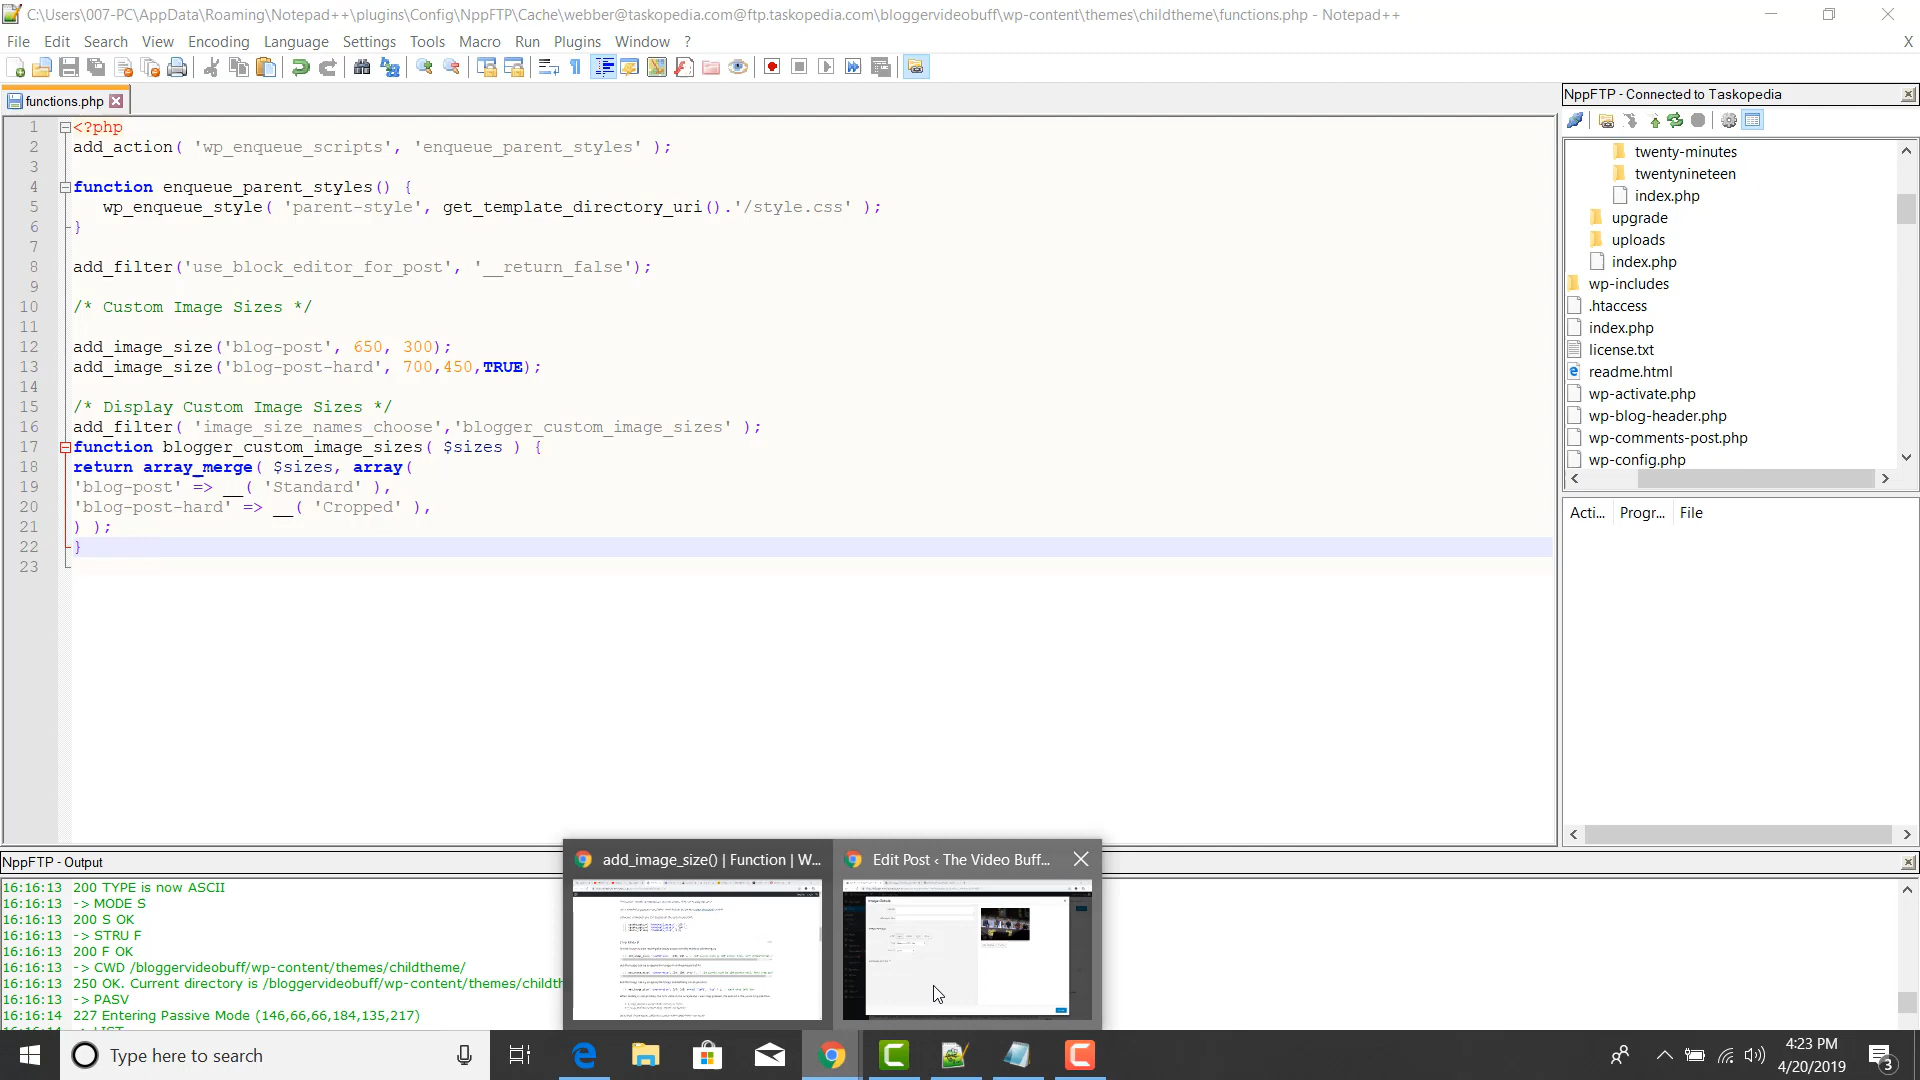 C:\Users\007-PC\AppData\Roaming\Notepad++\plugins\Config\NppFTP\Cache\webber@taskopedia.com@ftp.taskopedia.com\bloggervideobuff\wp-content\themes\childtheme\functions.php - Notepad++
File Edit Search View Encoding Language Settings Tools Macro Run Plugins Window ? X
functions.php
1 <?php
2 add_action( 'wp_enqueue_scripts', 'enqueue_parent_styles' );
3
4 function enqueue_parent_styles() {
5 wp_enqueue_style( 'parent-style', get_template_directory_uri().'/style.css' );
6 }
7
8 add_filter('use_block_editor_for_post', '__return_false');
9
10 /* Custom Image Sizes */
11
12 add_image_size('blog-post', 650, 300);
13 add_image_size('blog-post-hard', 700,450,TRUE);
14
15 /* Display Custom Image Sizes */
16 add_filter( 'image_size_names_choose','blogger_custom_image_sizes' );
17 function blogger_custom_image_sizes( $sizes ) {
18 return array_merge( $sizes, array(
19 'blog-post' => __( 'Standard' ),
20 'blog-post-hard' => __( 'Cropped' ),
21 ) );
22 }
23
NppFTP - Connected to Taskopedia
twenty-minutes
twentynineteen
index.php
upgrade
uploads
index.php
wp-includes
.htaccess
index.php
license.txt
readme.html
wp-activate.php
wp-blog-header.php
wp-comments-post.php
wp-config.php
Acti... Progr... File
NppFTP - Output
16:16:13 200 TYPE is now ASCII
16:16:13 -> MODE S
16:16:13 200 S OK
16:16:13 -> STRU F
16:16:13 200 F OK
16:16:13 -> CWD /bloggervideobuff/wp-content/themes/childtheme/
16:16:13 250 OK. Current directory is /bloggervideobuff/wp-content/themes/childth
16:16:13 -> PASV
16:16:14 227 Entering Passive Mode (146,66,66,184,135,217)
16:16:14 -> LIST
add_image_size() | Function | W...
Edit Post ‹ The Video Buff...
Type here to search
4:23 PM
4/20/2019
3